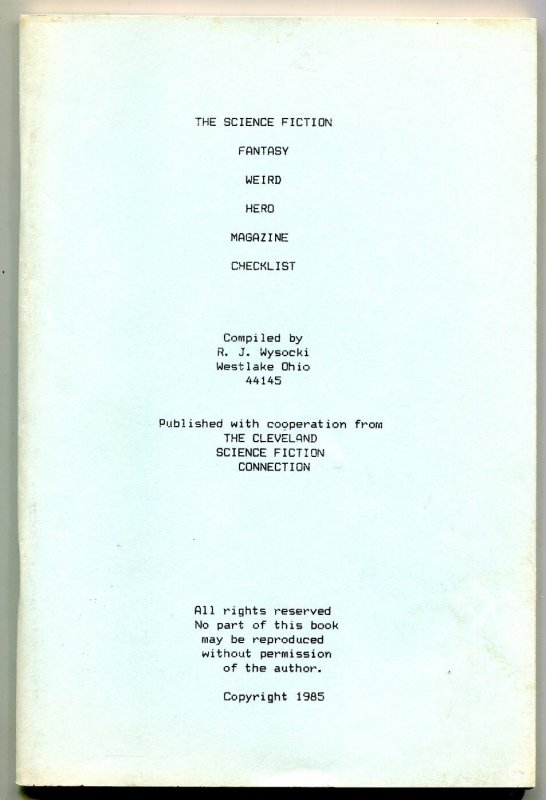 THE SCIENCE FICTION
FANTASY
WEIRD
HERO
MAGAZINE
CHECKLIST
Compiled by
R. J. Wysocki
Westlake Ohio
44145
Published with cooperation from
THE CLEVELAND
SCIENCE FICTION
CONNECTION
All rights reserved
No part of this book
may be reproduced
without permission
of the author.
Copyright 1985